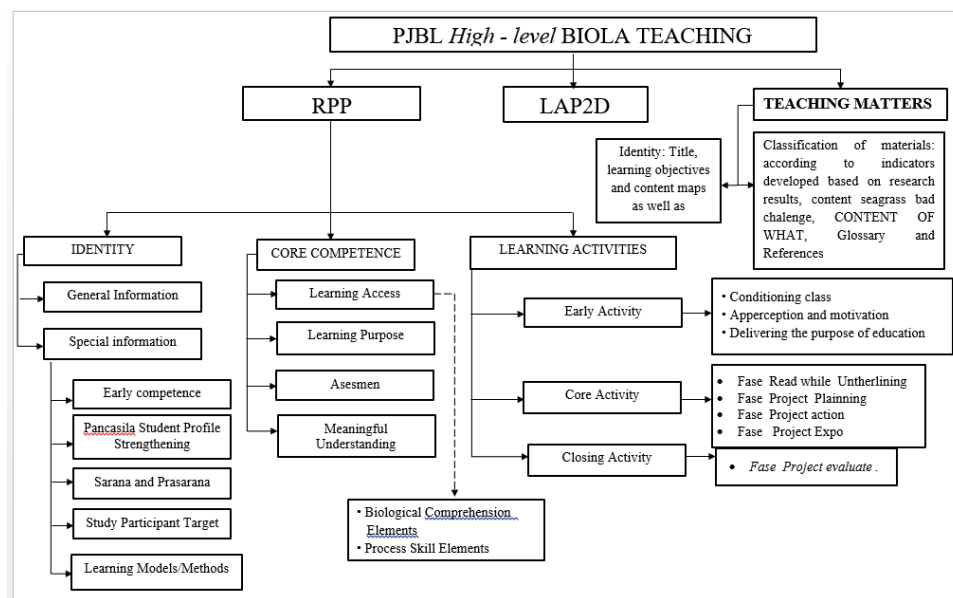 PJBL High - level BIOLA TEACHING
RPP
LAP2D
TEACHING MATTERS
Identity: Title,
learning objectives
and content maps
as well as
Classification of materials:
according to indicators
developed based on research
results, content seagrass bad
chalenge, CONTENT OF
WHAT, Glossary and
References
IDENTITY
General Information
Special information
Early competence
Pancasila Student Profile
Strengthening
Sarana and Prasarana
Study Participant Target
Learning Models/Methods
CORE COMPETENCE
Learning Access
Learning Purpose
Asesmen
Meaningful
Understanding
• Biological Comprehension
Elements
• Process Skill Elements
LEARNING ACTIVITIES
Early Activity
• Conditioning class
• Apperception and motivation
• Delivering the purpose of education
Core Activity
• Fase Read while Untherlining
• Fase Project Plainning
• Fase Project action
• Fase Project Expo
Closing Activity
• Fase Project evaluate .